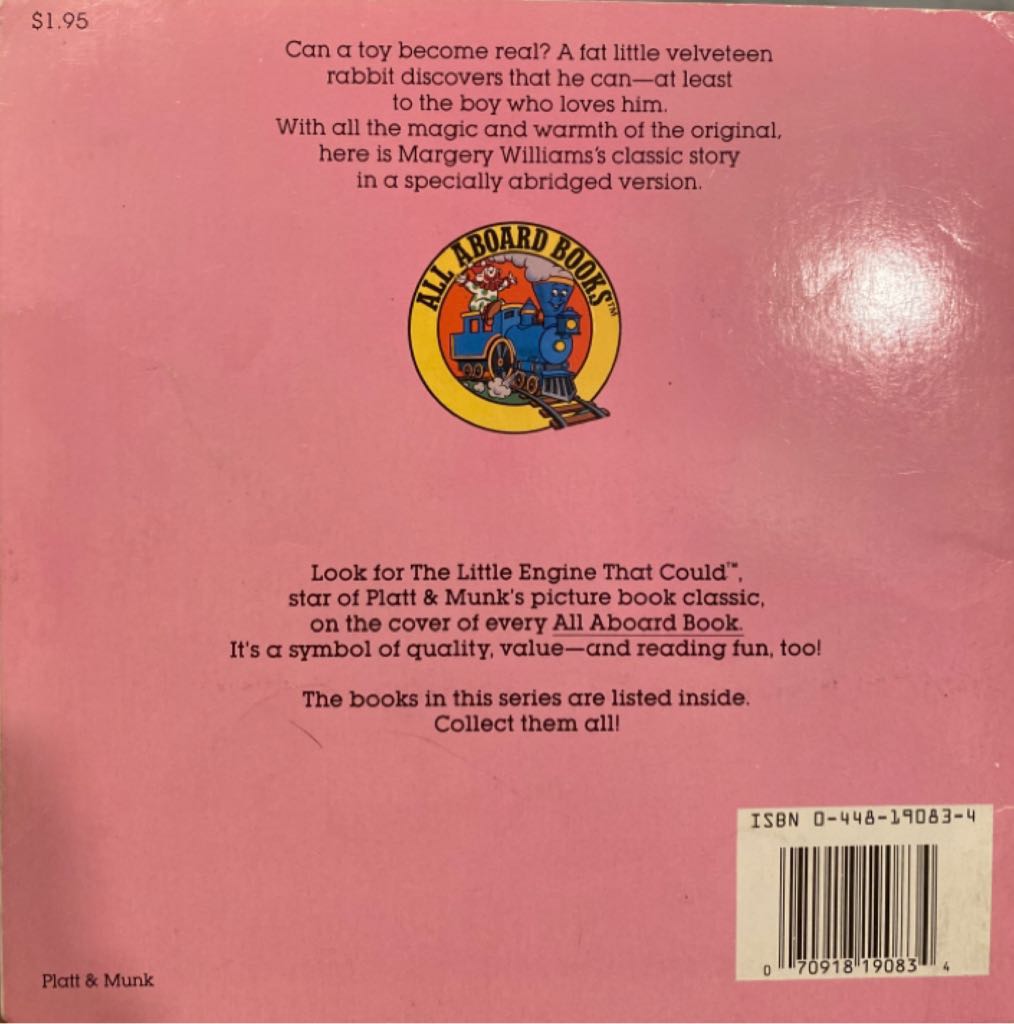 $1.95
Can a toy become real? A fat little velveteen
rabbit discovers that he can—at least
to the boy who loves him.
With all the magic and warmth of the original,
here is Margery Williams's classic story
in a specially abridged version.
ALL ABOARD BOOKS™
Look for The Little Engine That Could™,
star of Platt & Munk's picture book classic,
on the cover of every All Aboard Book.
It's a symbol of quality, value—and reading fun, too!
The books in this series are listed inside.
Collect them all!
ISBN 0-448-19083-4
0 70918 19083 4
Platt & Munk